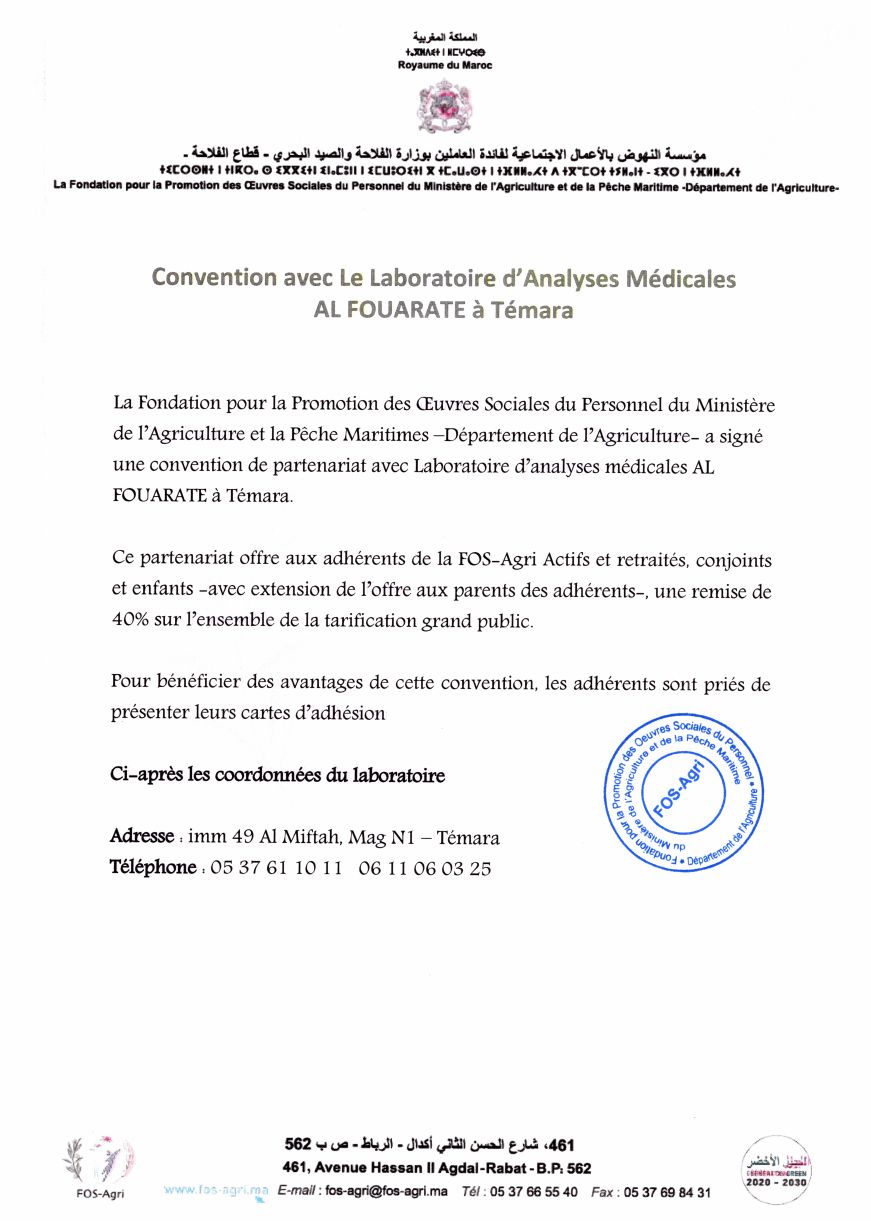 المملكة المغربية
ⵜⴰⴳⵍⴷⵉⵜ ⵏ ⵍⵎⵖⵔⵉⴱ
Royaume du Maroc
مؤسسة النهوض بالأعمال الاجتماعية لفائدة العاملين بوزارة الفلاحة والصيد البحري - قطاع الفلاحة -
La Fondation pour la Promotion des Œuvres Sociales du Personnel du Ministère de l'Agriculture et de la Pêche Maritime -Département de l'Agriculture-
Convention avec Le Laboratoire d'Analyses Médicales
AL FOUARATE à Témara
La Fondation pour la Promotion des Œuvres Sociales du Personnel du Ministère
de l'Agriculture et la Pêche Maritimes –Département de l'Agriculture- a signé
une convention de partenariat avec Laboratoire d'analyses médicales AL
FOUARATE à Témara.
Ce partenariat offre aux adhérents de la FOS-Agri Actifs et retraités, conjoints
et enfants -avec extension de l'offre aux parents des adhérents-, une remise de
40% sur l'ensemble de la tarification grand public.
Pour bénéficier des avantages de cette convention, les adhérents sont priés de
présenter leurs cartes d'adhésion
Ci-après les coordonnées du laboratoire
Adresse : imm 49 Al Miftah, Mag N1 – Témara
Téléphone : 05 37 61 10 11 06 11 06 03 25
Fondation pour la Promotion des Oeuvres Sociales du Personnel
du Ministère de l'Agriculture et de la Pêche Maritime
• Département de l'Agriculture •
FOS-Agri
461، شارع الحسن الثاني أكدال - الرباط - ص ب 562
461, Avenue Hassan II Agdal-Rabat - B.P: 562
FOS-Agri
www.fos-agri.ma E-mail : fos-agri@fos-agri.ma Tél : 05 37 66 55 40 Fax : 05 37 69 84 31
الجيل الأخضر
GENERATION GREEN
2020 - 2030